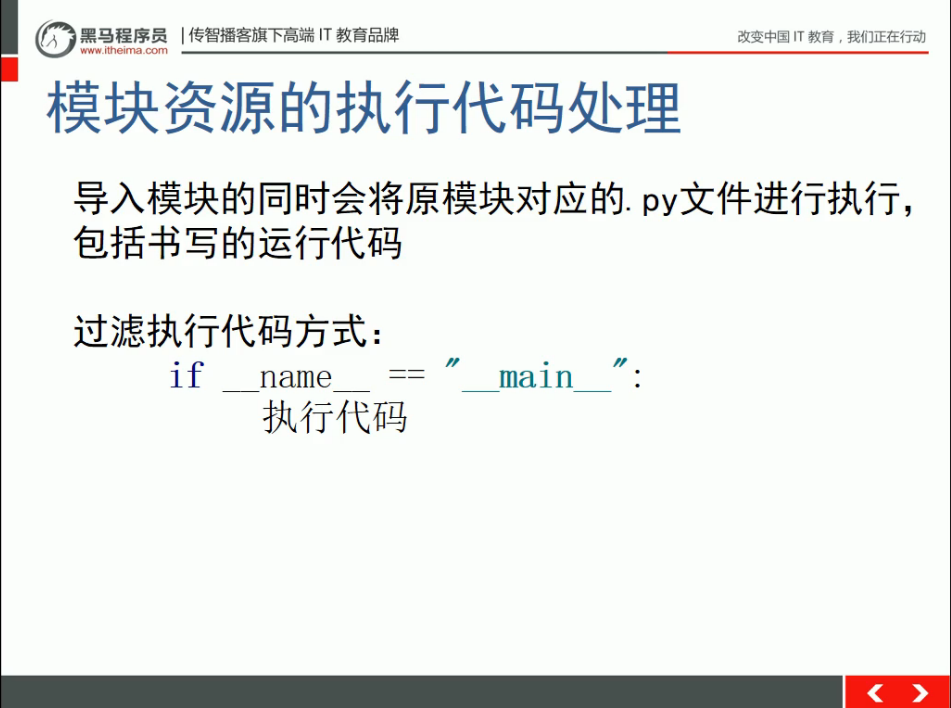 黑马程序员 | 传智播客旗下高端 IT 教育品牌
www.itheima.com
改变中国 IT 教育，我们正在行动
模块资源的执行代码处理
导入模块的同时会将原模块对应的.py文件进行执行，
包括书写的运行代码
过滤执行代码方式：
if __name__ == "__main__":
执行代码